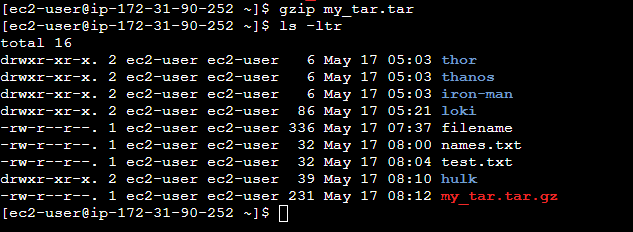 [ec2-user@ip-172-31-90-252 ~]$ gzip my_tar.tar
[ec2-user@ip-172-31-90-252 ~]$ ls -ltr
total 16
drwxr-xr-x. 2 ec2-user ec2-user   6 May 17 05:03 thor
drwxr-xr-x. 2 ec2-user ec2-user   6 May 17 05:03 thanos
drwxr-xr-x. 2 ec2-user ec2-user   6 May 17 05:03 iron-man
drwxr-xr-x. 2 ec2-user ec2-user  86 May 17 05:21 loki
-rw-r--r--. 1 ec2-user ec2-user 336 May 17 07:37 filename
-rw-r--r--. 1 ec2-user ec2-user  32 May 17 08:00 names.txt
-rw-r--r--. 1 ec2-user ec2-user  32 May 17 08:04 test.txt
drwxr-xr-x. 2 ec2-user ec2-user  39 May 17 08:10 hulk
-rw-r--r--. 1 ec2-user ec2-user 231 May 17 08:12 my_tar.tar.gz
[ec2-user@ip-172-31-90-252 ~]$